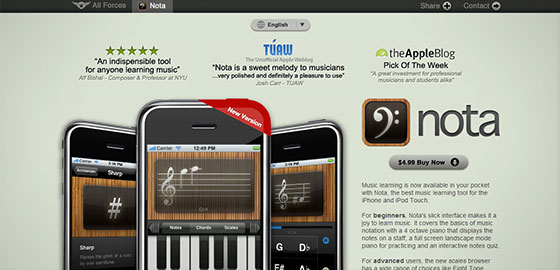 All Forces
Nota
Share
Contact
English
"An indispensible tool
for anyone learning music"
Alf Bishai - Composer & Professor at NYU
TUAW
The Unofficial Apple Weblog
"Nota is a sweet melody to musicians
...very polished and definitely a pleasure to use"
Josh Carr - TUAW
theAppleBlog
Pick Of The Week
"A great investment for professional
musicians and students alike"
New Version
nota
$4.99 Buy Now
Music learning is now available in your pocket
with Nota, the best music learning tool for the
iPhone and iPod Touch.
For beginners, Nota's slick interface makes it a
joy to learn music. It covers the basics of music
notation with a 4 octave piano that displays the
notes on a staff, a full screen landscape mode
piano for practicing and an interactive notes quiz.
For advanced users, the new scales browser
has a wide range of choices like Full Tone
Carrier
12:49 PM
Notes
Chords
Scales
Carrier
Sharp
#
Sharp
Raises the pitch of a note by
one semitone.
G
D♭